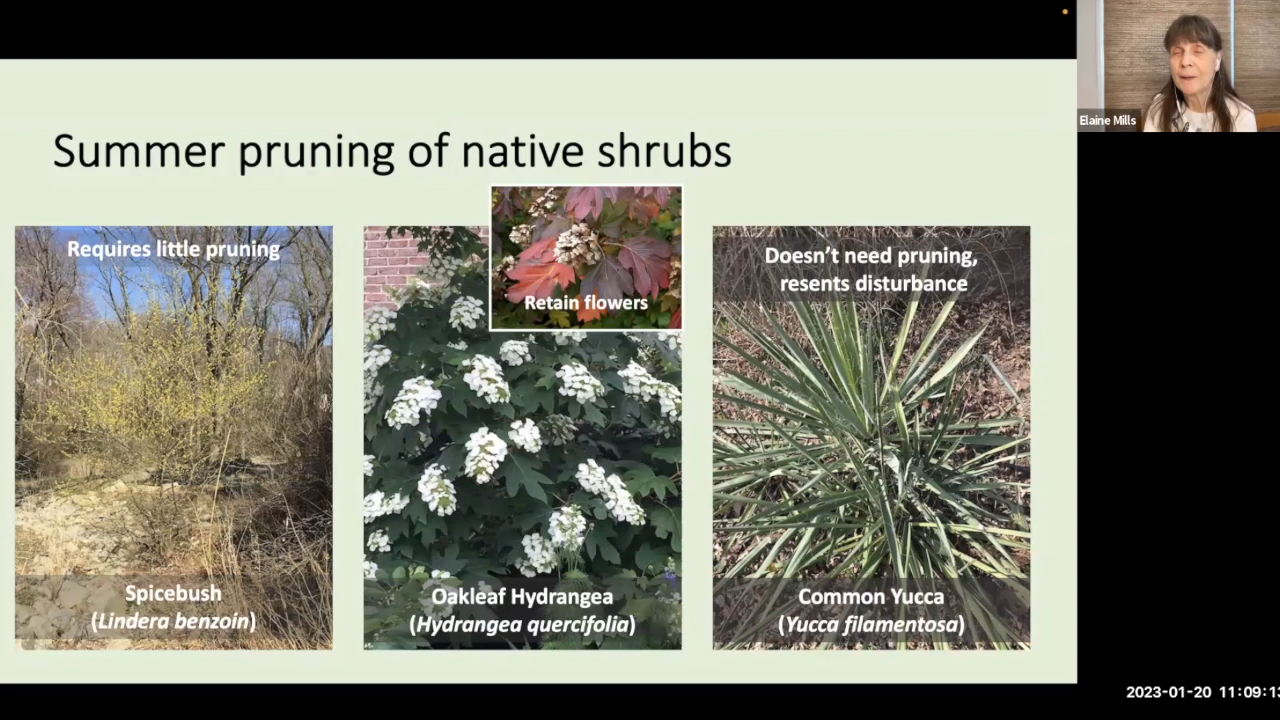 Elaine Mills
Summer pruning of native shrubs
Requires little pruning
Retain flowers
Doesn't need pruning,
resents disturbance
Spicebush
(Lindera benzoin)
Oakleaf Hydrangea
(Hydrangea quercifolia)
Common Yucca
(Yucca filamentosa)
2023-01-20 11:09:13